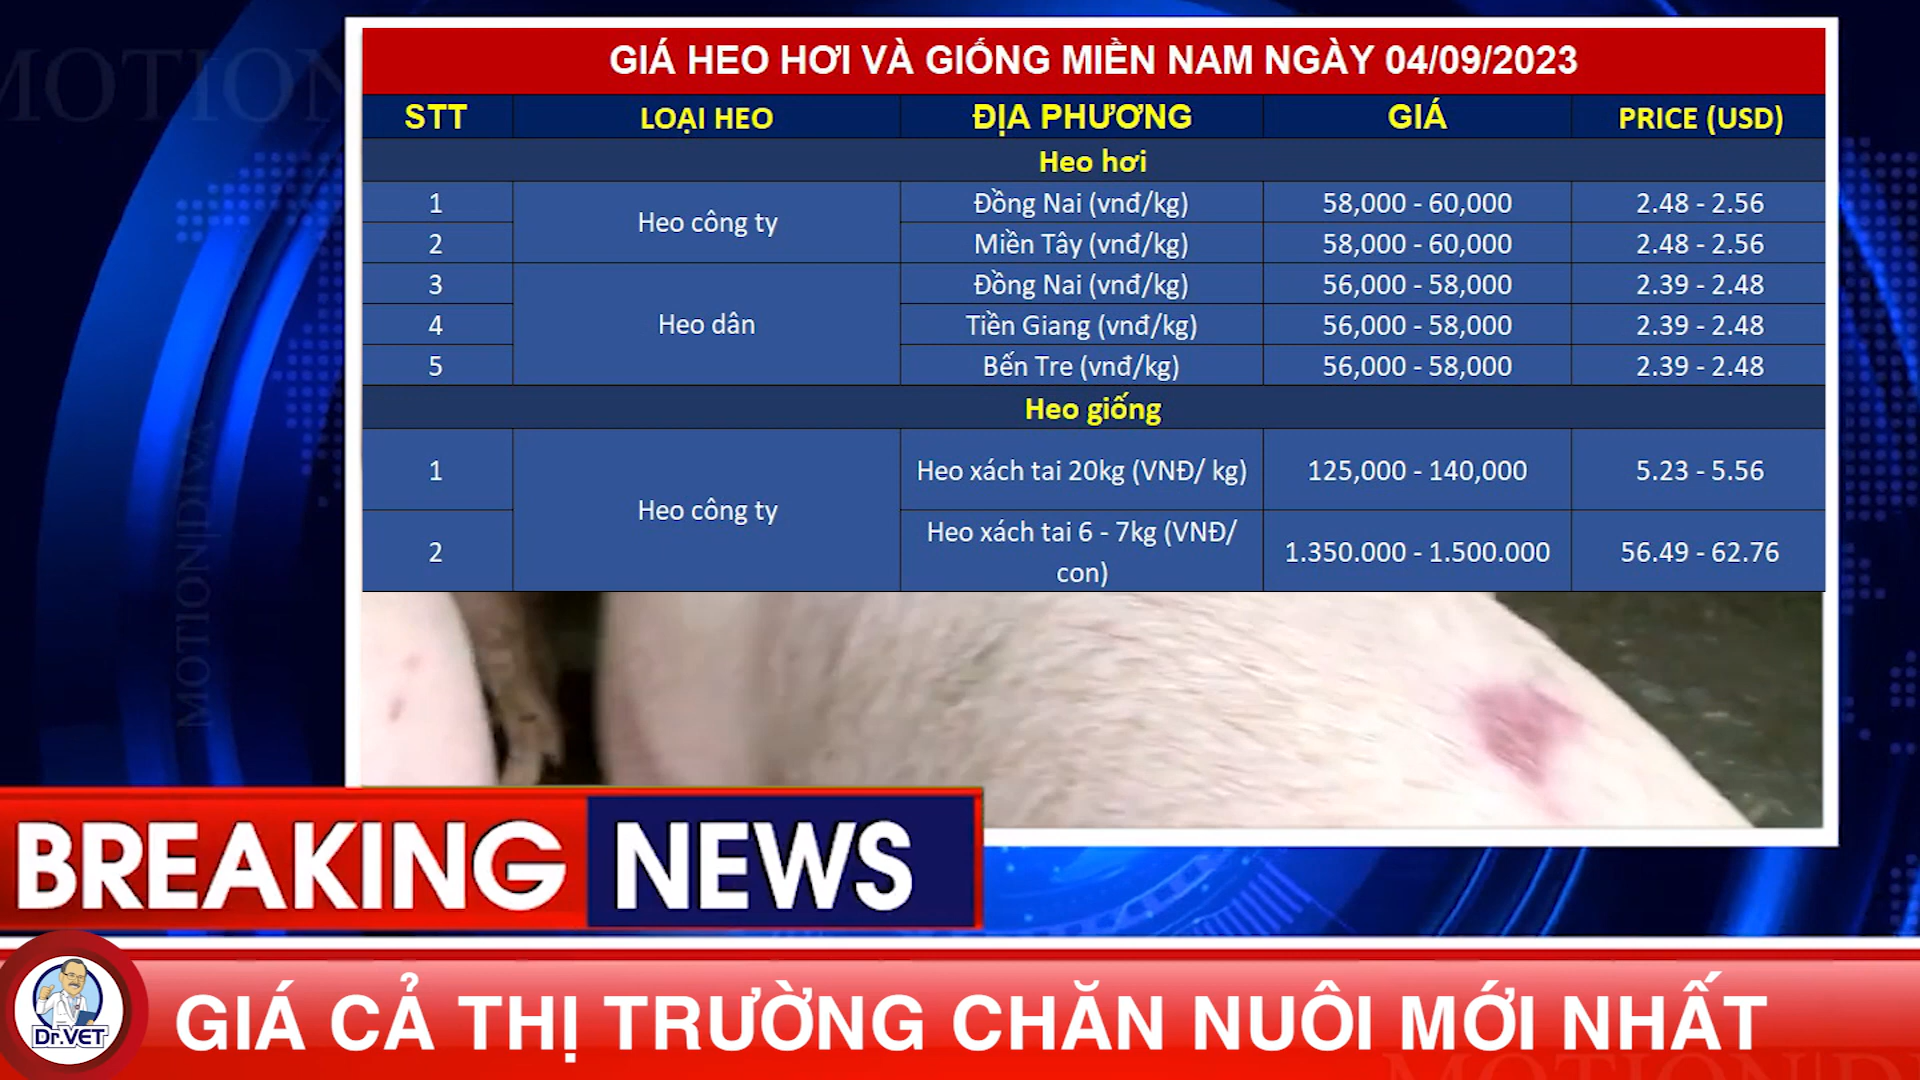 GIÁ HEO HƠI VÀ GIỐNG MIỀN NAM NGÀY 04/09/2023
STT LOẠI HEO ĐỊA PHƯƠNG GIÁ PRICE (USD)
Heo hơi
1 Heo công ty Đồng Nai (vnđ/kg) 58,000 - 60,000 2.48 - 2.56
2 Miền Tây (vnđ/kg) 58,000 - 60,000 2.48 - 2.56
3 Đồng Nai (vnđ/kg) 56,000 - 58,000 2.39 - 2.48
4 Heo dân Tiền Giang (vnđ/kg) 56,000 - 58,000 2.39 - 2.48
5 Bến Tre (vnđ/kg) 56,000 - 58,000 2.39 - 2.48
Heo giống
1 Heo công ty Heo xách tai 20kg (VNĐ/ kg) 125,000 - 140,000 5.23 - 5.56
2 Heo xách tai 6 - 7kg (VNĐ/ 1.350.000 - 1.500.000 56.49 - 62.76
con)
BREAKING NEWS
Dr.VET
GIÁ CẢ THỊ TRƯỜNG CHĂN NUÔI MỚI NHẤT
MOTION
MOTION|DIVA
MOTION|D